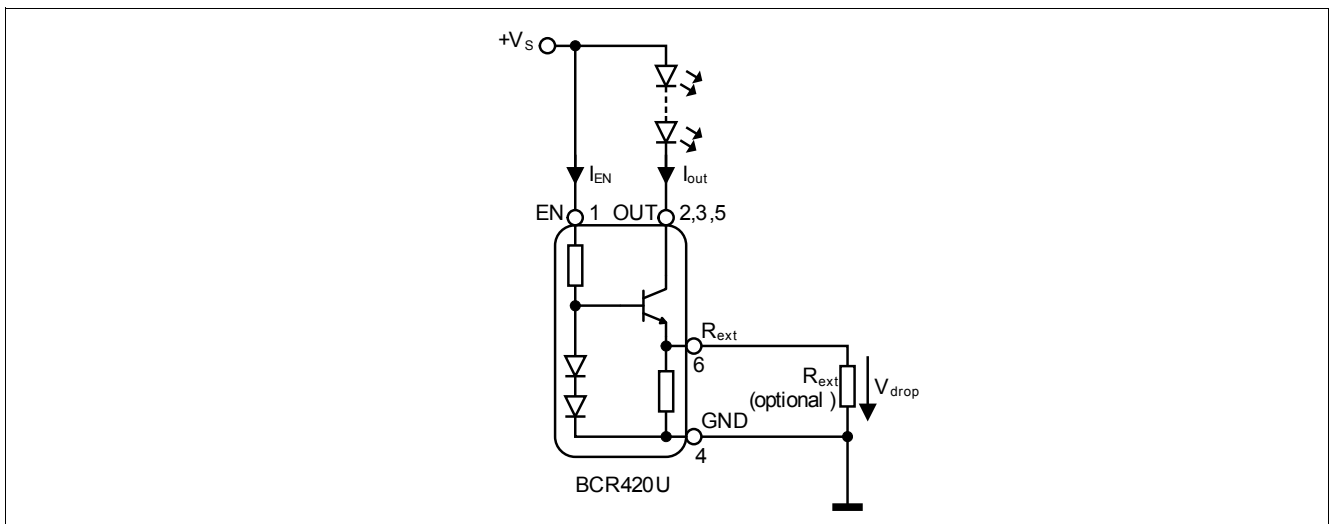 +VS
IEN
Iout
EN 1 OUT 2,3,5
Rext
6
Rext
(optional )
Vdrop
GND
4
BCR420U